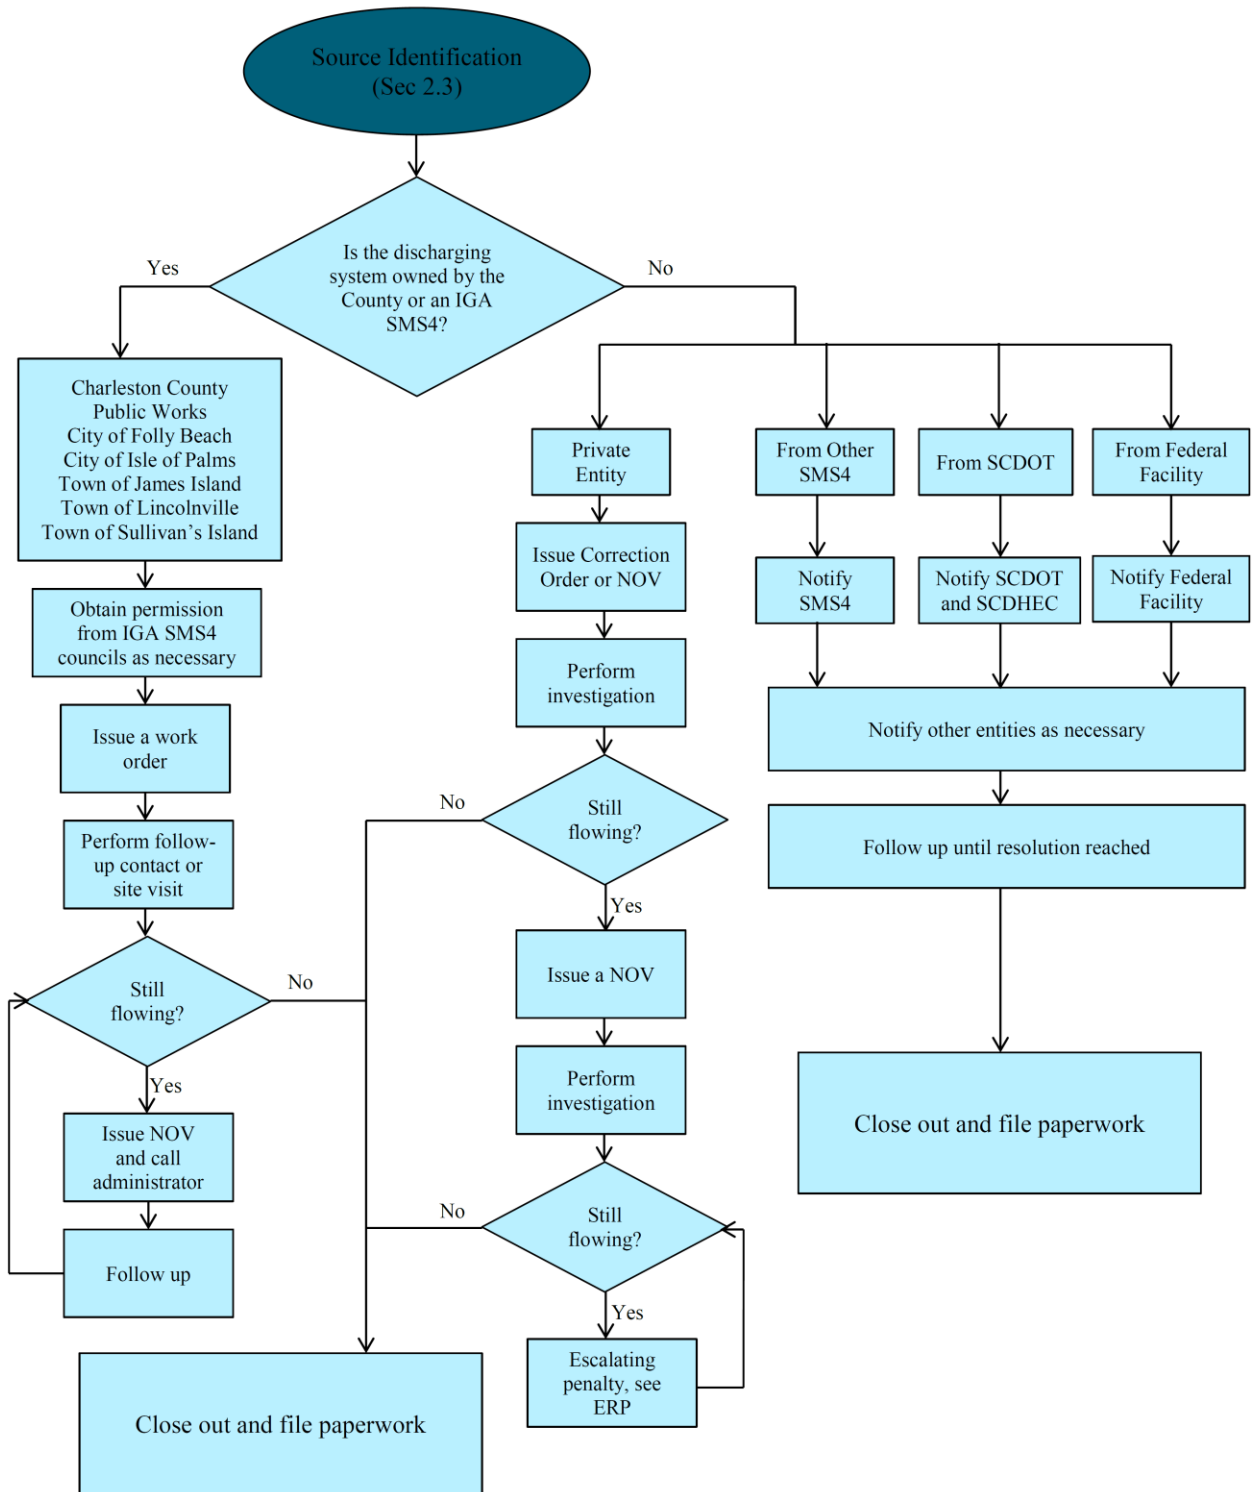 Source Identification
(Sec 2.3)
Is the discharging
system owned by the
County or an IGA
SMS4?
Yes
No
Charleston County
Public Works
City of Folly Beach
City of Isle of Palms
Town of James Island
Town of Lincolnville
Town of Sullivan’s Island
Obtain permission
from IGA SMS4
councils as necessary
Issue a work
order
Perform follow-
up contact or
site visit
Still
flowing?
No
Yes
Issue NOV
and call
administrator
Follow up
Private
Entity
Issue Correction
Order or NOV
Perform
investigation
Still
flowing?
No
Yes
Issue a NOV
Perform
investigation
Still
flowing?
No
Yes
Escalating
penalty, see
ERP
Close out and file paperwork
From Other
SMS4
Notify
SMS4
From SCDOT
Notify SCDOT
and SCDHEC
From Federal
Facility
Notify Federal
Facility
Notify other entities as necessary
Follow up until resolution reached
Close out and file paperwork